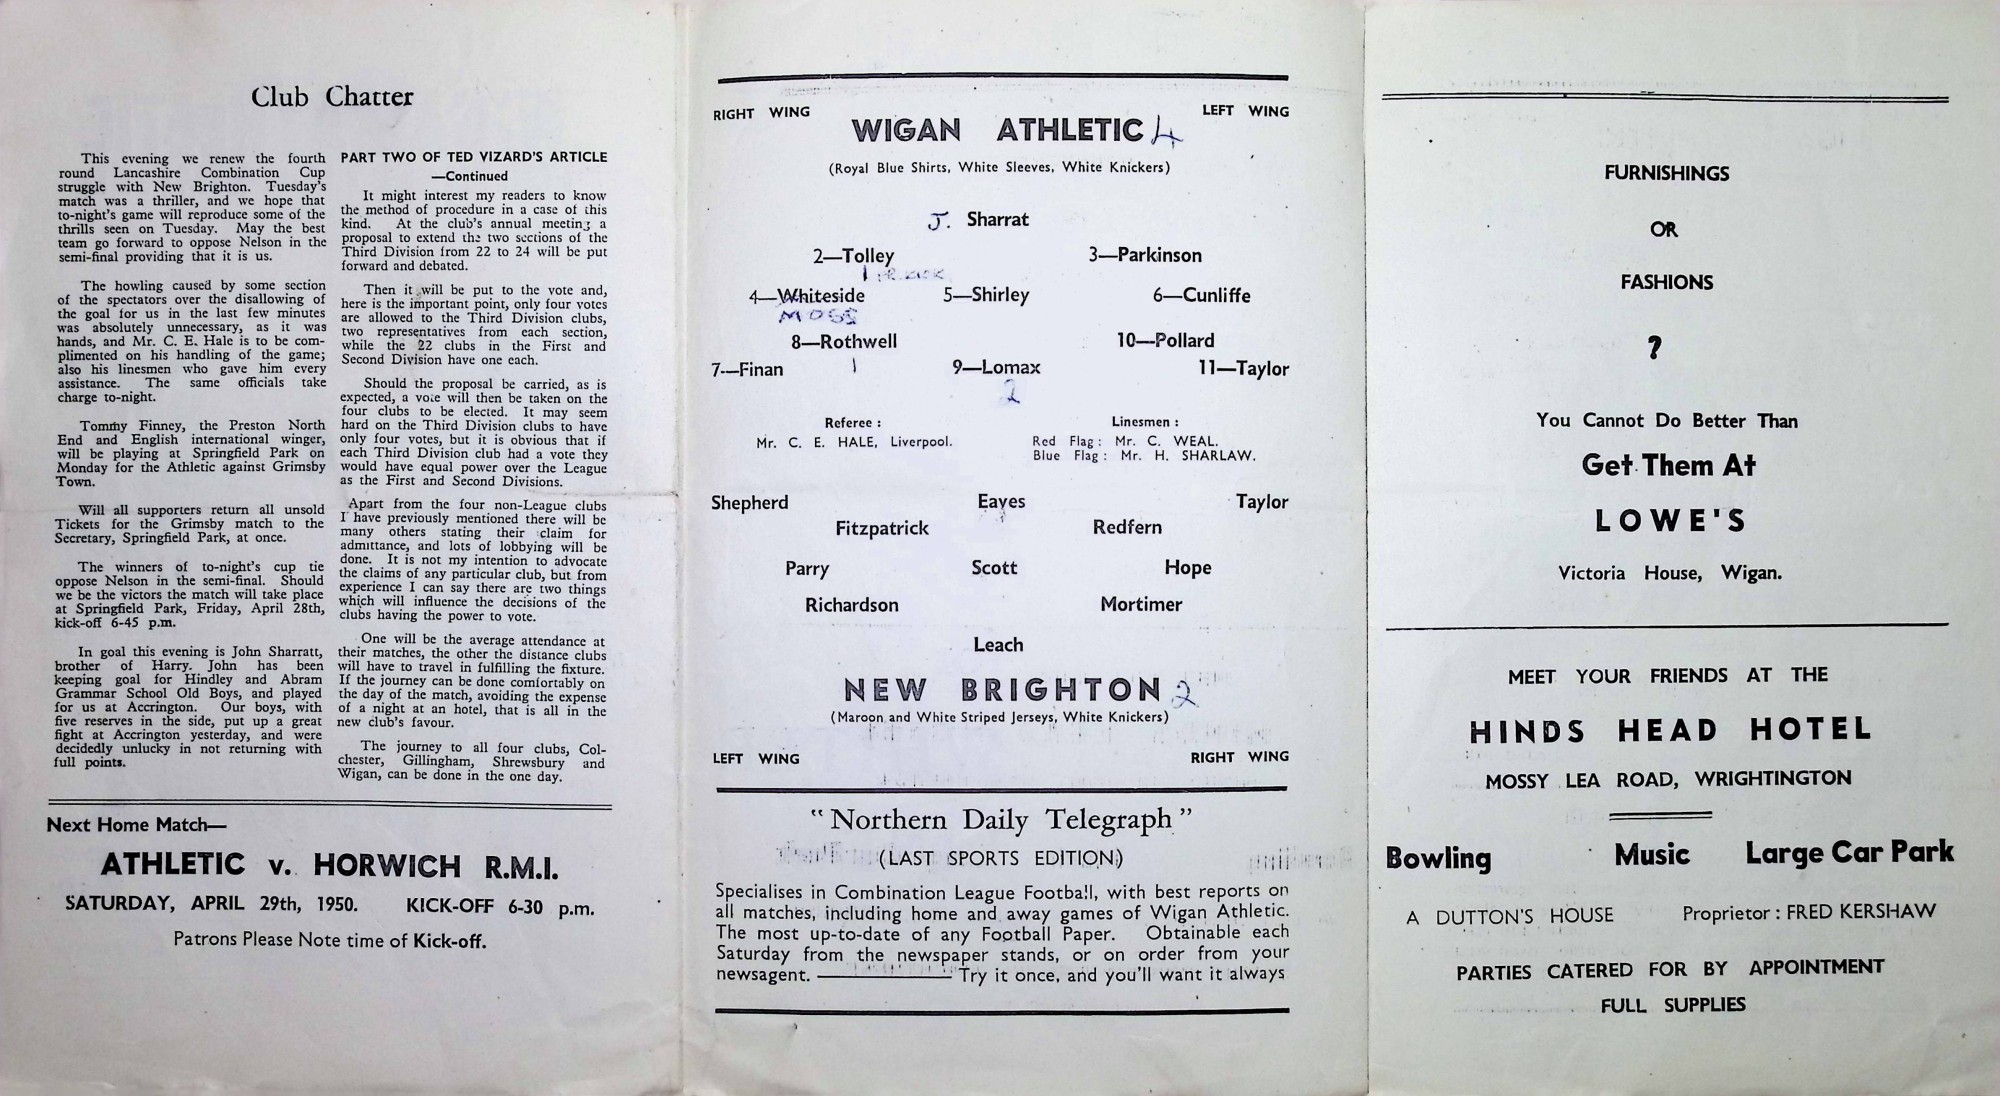 Club Chatter
This evening we renew the fourth
round Lancashire Combination Cup
struggle with New Brighton. Tuesday's
match was a thriller, and we hope that
to-night's game will reproduce some of the
thrills seen on Tuesday. May the best
team go forward to oppose Nelson in the
semi-final providing that it is us.
The howling caused by some section
of the spectators over the disallowing of
the goal for us in the last few minutes
was absolutely unnecessary, as it was
hands, and Mr. C. E. Hale is to be com-
plimented on his handling of the game;
also his linesmen who gave him every
assistance. The same officials take
charge to-night.
Tommy Finney, the Preston North
End and English international winger,
will be playing at Springfield Park on
Monday for the Athletic against Grimsby
Town.
Will all supporters return all unsold
Tickets for the Grimsby match to the
Secretary, Springfield Park, at once.
The winners of to-night's cup tie
oppose Nelson in the semi-final. Should
we be the victors the match will take place
at Springfield Park, Friday, April 28th,
kick-off 6-45 p.m.
In goal this evening is John Sharratt,
brother of Harry. John has been
keeping goal for Hindley and Abram
Grammar School Old Boys, and played
for us at Accrington. Our boys, with
five reserves in the side, put up a great
fight at Accrington yesterday, and were
decidedly unlucky in not returning with
full points.
PART TWO OF TED VIZARD'S ARTICLE
—Continued
It might interest my readers to know
the method of procedure in a case of this
kind. At the club's annual meeting a
proposal to extend the two sections of the
Third Division from 22 to 24 will be put
forward and debated.
Then it will be put to the vote and,
here is the important point, only four votes
are allowed to the Third Division clubs,
two representatives from each section,
while the 22 clubs in the First and
Second Division have one each.
Should the proposal be carried, as is
expected, a vote will then be taken on the
four clubs to be elected. It may seem
hard on the Third Division clubs to have
only four votes, but it is obvious that if
each Third Division club had a vote they
would have equal power over the League
as the First and Second Divisions.
Apart from the four non-League clubs
I have previously mentioned there will be
many others stating their claim for
admittance, and lots of lobbying will be
done. It is not my intention to advocate
the claims of any particular club, but from
experience I can say there are two things
which will influence the decisions of the
clubs having the power to vote.
One will be the average attendance at
their matches, the other the distance clubs
will have to travel in fulfilling the fixture.
If the journey can be done comfortably on
the day of the match, avoiding the expense
of a night at an hotel, that is all in the
new club's favour.
The journey to all four clubs, Col-
chester, Gillingham, Shrewsbury and
Wigan, can be done in the one day.
Next Home Match—
ATHLETIC v. HORWICH R.M.I.
SATURDAY, APRIL 29th, 1950. KICK-OFF 6-30 p.m.
Patrons Please Note time of Kick-off.
RIGHT WING LEFT WING
WIGAN ATHLETIC 4
(Royal Blue Shirts, White Sleeves, White Knickers)
J. Sharrat
2—Tolley 3—Parkinson
1
4—Whiteside 5—Shirley 6—Cunliffe
MOSS
8—Rothwell 10—Pollard
7—Finan 1 9—Lomax 11—Taylor
2
Referee : Linesmen :
Mr. C. E. HALE, Liverpool. Red Flag : Mr. C. WEAL.
Blue Flag : Mr. H. SHARLAW.
Shepherd Eaves Taylor
Fitzpatrick Redfern
Parry Scott Hope
Richardson Mortimer
Leach
NEW BRIGHTON 2
(Maroon and White Striped Jerseys, White Knickers)
LEFT WING RIGHT WING
" Northern Daily Telegraph "
(LAST SPORTS EDITION)
Specialises in Combination League Football, with best reports on
all matches, including home and away games of Wigan Athletic.
The most up-to-date of any Football Paper. Obtainable each
Saturday from the newspaper stands, or on order from your
newsagent. ——— Try it once, and you'll want it always
FURNISHINGS
OR
FASHIONS
?
You Cannot Do Better Than
Get Them At
LOWE'S
Victoria House, Wigan.
MEET YOUR FRIENDS AT THE
HINDS HEAD HOTEL
MOSSY LEA ROAD, WRIGHTINGTON
Bowling Music Large Car Park
A DUTTON'S HOUSE Proprietor : FRED KERSHAW
PARTIES CATERED FOR BY APPOINTMENT
FULL SUPPLIES